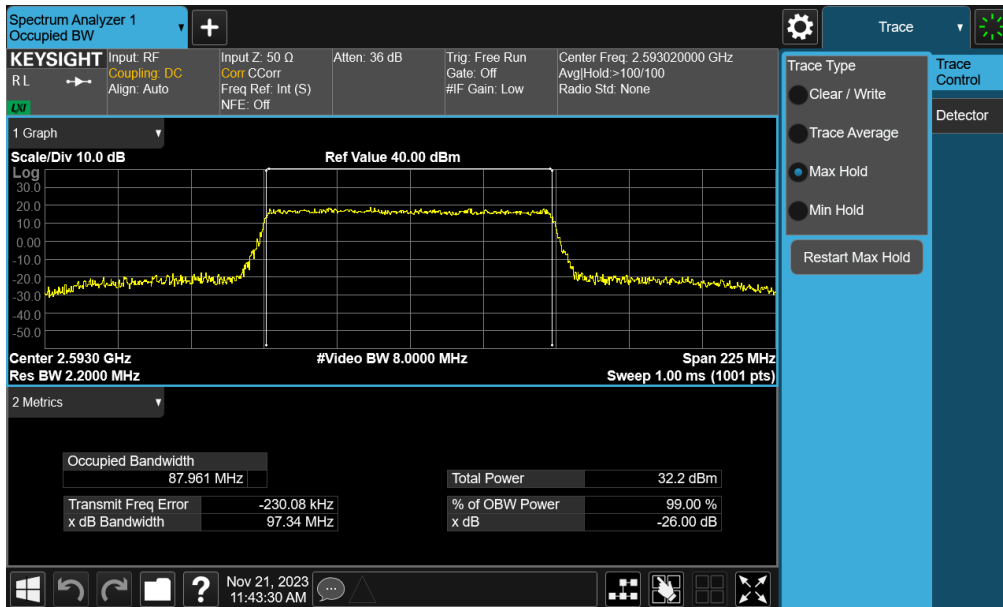 Spectrum Analyzer 1
Occupied BW
+
Trace
KEYSIGHT
R L
LXI
Input: RF
Coupling: DC
Align: Auto
Input Z: 50 Ω
Corr CCorr
Freq Ref: Int (S)
NFE: Off
Atten: 36 dB
Trig: Free Run
Gate: Off
#IF Gain: Low
Center Freq: 2.593020000 GHz
Avg|Hold:>100/100
Radio Std: None
1 Graph
Scale/Div 10.0 dB
Ref Value 40.00 dBm
Log
30.0
20.0
10.0
0.00
-10.0
-20.0
-30.0
-40.0
-50.0
Center 2.5930 GHz
#Video BW 8.0000 MHz
Span 225 MHz
Res BW 2.2000 MHz
Sweep 1.00 ms (1001 pts)
2 Metrics
Occupied Bandwidth
87.961 MHz
Total Power 32.2 dBm
Transmit Freq Error -230.08 kHz
% of OBW Power 99.00 %
x dB Bandwidth 97.34 MHz
x dB -26.00 dB
Trace Type
Clear / Write
Trace Average
Max Hold
Min Hold
Restart Max Hold
Trace
Control
Detector
?
Nov 21, 2023
11:43:30 AM